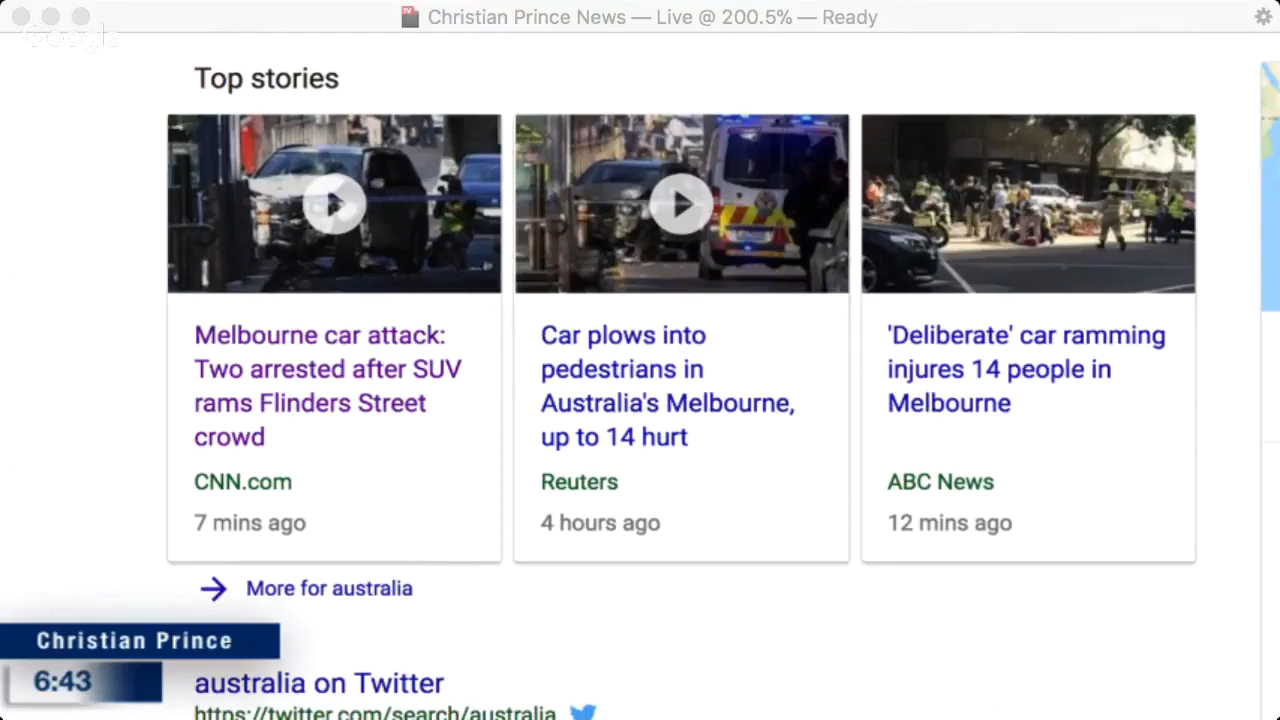 Christian Prince News — Live @ 200.5% — Ready
Google
Top stories
Melbourne car attack:
Two arrested after SUV
rams Flinders Street
crowd
CNN.com
7 mins ago
Car plows into
pedestrians in
Australia's Melbourne,
up to 14 hurt
Reuters
4 hours ago
'Deliberate' car ramming
injures 14 people in
Melbourne
ABC News
12 mins ago
More for australia
Christian Prince
6:43
australia on Twitter
https://twitter.com/search/australia